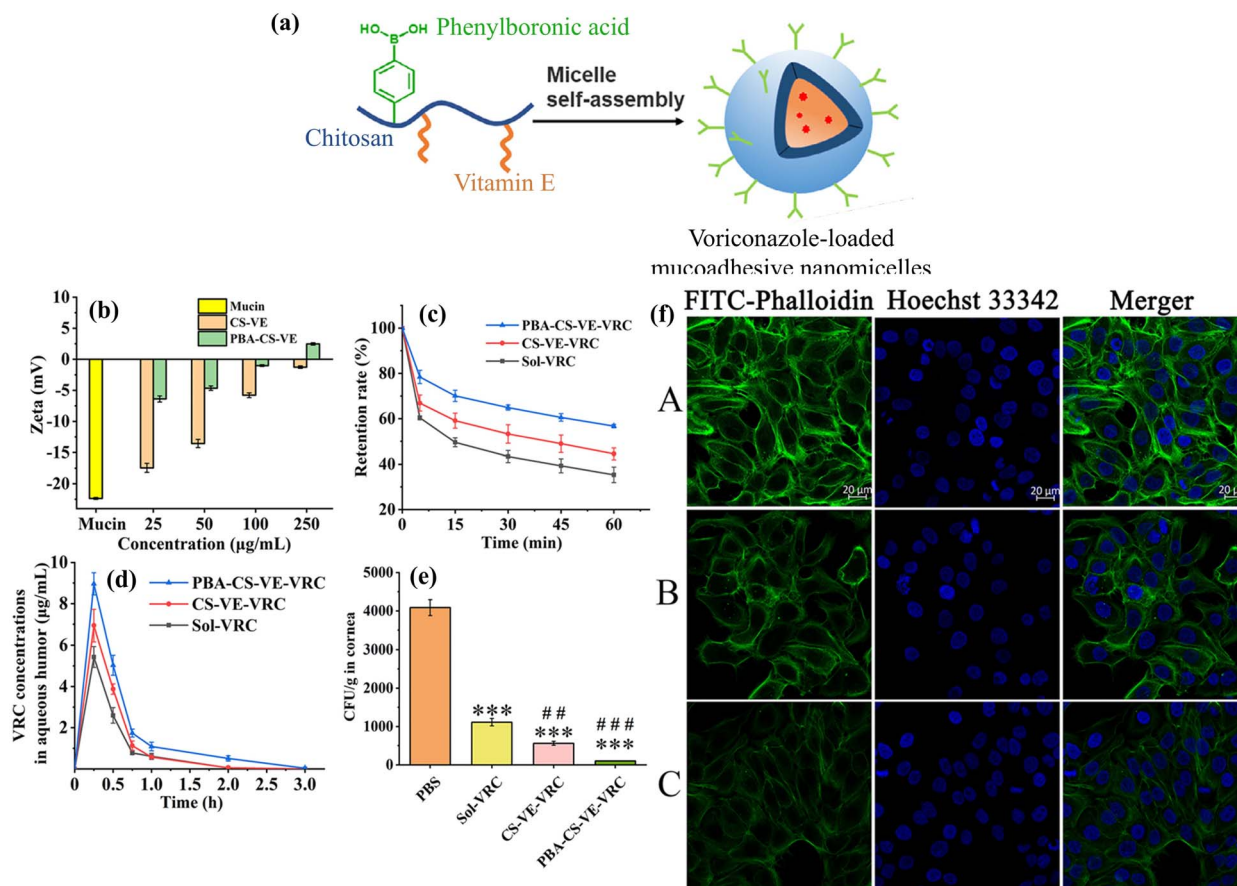 (a)
HO OH
B
Phenylboronic acid
Chitosan
Vitamin E
Micelle
self-assembly
Voriconazole-loaded
mucoadhesive nanomicelles
(b)
Mucin
CS-VE
PBA-CS-VE
Zeta (mV)
10
5
0
-5
-10
-15
-20
Mucin 25 50 100 250
Concentration (μg/mL)
(c)
PBA-CS-VE-VRC
CS-VE-VRC
Sol-VRC
Retention rate (%)
100
80
60
40
20
0 15 30 45 60
Time (min)
(d)
PBA-CS-VE-VRC
CS-VE-VRC
Sol-VRC
VRC concentrations
in aqueous humor (μg/mL)
10
8
6
4
2
0 0.5 1.0 1.5 2.0 2.5 3.0
Time (h)
(e)
CFU/g in cornea
5000
4000
3000
2000
1000
0
***
##
***
###
***
PBS
Sol-VRC
CS-VE-VRC
PBA-CS-VE-VRC
(f)
FITC-Phalloidin Hoechst 33342 Merger
A
20 μm 20 μm 20 μm
B
C